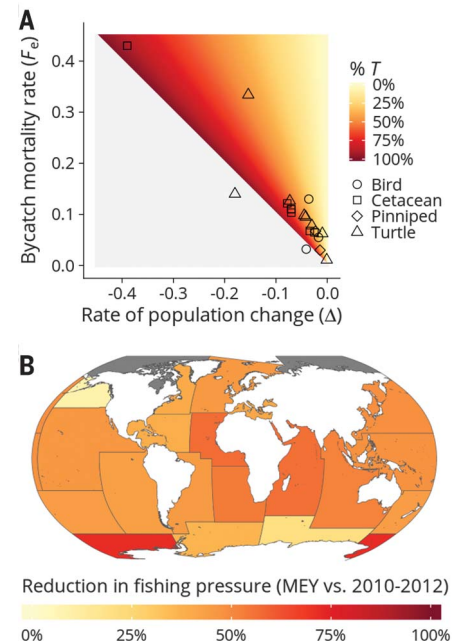 A
Bycatch mortality rate (Fe)
0.4
0.3
0.2
0.1
0.0
-0.4 -0.3 -0.2 -0.1 0.0
Rate of population change (Δ)
% T
0%
25%
50%
75%
100%
Bird
Cetacean
Pinniped
Turtle
B
Reduction in fishing pressure (MEY vs. 2010-2012)
0% 25% 50% 75% 100%